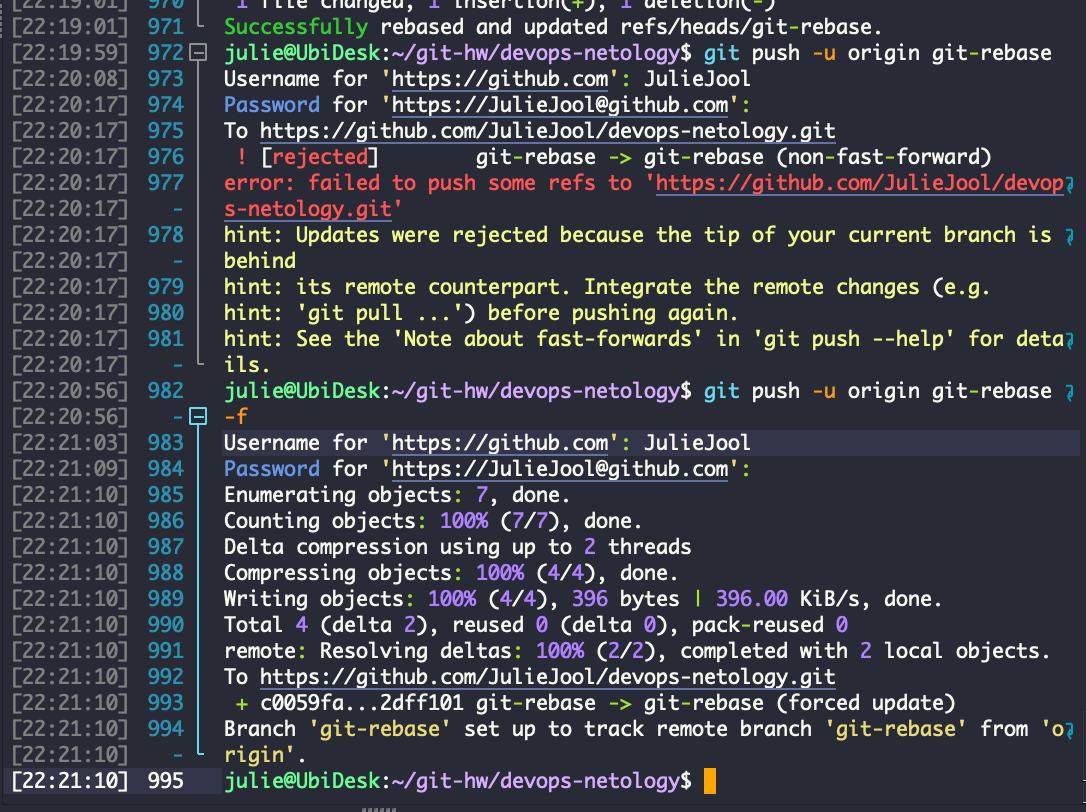 [22:19:01] 970 1 file changed, 1 insertion(+), 1 deletion(-)
[22:19:01] 971 Successfully rebased and updated refs/heads/git-rebase.
[22:19:59] 972 julie@UbiDesk:~/git-hw/devops-netology$ git push -u origin git-rebase
[22:20:08] 973 Username for 'https://github.com': JulieJool
[22:20:17] 974 Password for 'https://JulieJool@github.com':
[22:20:17] 975 To https://github.com/JulieJool/devops-netology.git
[22:20:17] 976 ! [rejected]        git-rebase -> git-rebase (non-fast-forward)
[22:20:17] 977 error: failed to push some refs to 'https://github.com/JulieJool/devop
[22:20:17] - s-netology.git'
[22:20:17] 978 hint: Updates were rejected because the tip of your current branch is
[22:20:17] - behind
[22:20:17] 979 hint: its remote counterpart. Integrate the remote changes (e.g.
[22:20:17] 980 hint: 'git pull ...') before pushing again.
[22:20:17] 981 hint: See the 'Note about fast-forwards' in 'git push --help' for deta
[22:20:17] - ils.
[22:20:56] 982 julie@UbiDesk:~/git-hw/devops-netology$ git push -u origin git-rebase
[22:20:56] - -f
[22:21:03] 983 Username for 'https://github.com': JulieJool
[22:21:09] 984 Password for 'https://JulieJool@github.com':
[22:21:10] 985 Enumerating objects: 7, done.
[22:21:10] 986 Counting objects: 100% (7/7), done.
[22:21:10] 987 Delta compression using up to 2 threads
[22:21:10] 988 Compressing objects: 100% (4/4), done.
[22:21:10] 989 Writing objects: 100% (4/4), 396 bytes | 396.00 KiB/s, done.
[22:21:10] 990 Total 4 (delta 2), reused 0 (delta 0), pack-reused 0
[22:21:10] 991 remote: Resolving deltas: 100% (2/2), completed with 2 local objects.
[22:21:10] 992 To https://github.com/JulieJool/devops-netology.git
[22:21:10] 993 + c0059fa...2dff101 git-rebase -> git-rebase (forced update)
[22:21:10] 994 Branch 'git-rebase' set up to track remote branch 'git-rebase' from 'o
[22:21:10] - rigin'.
[22:21:10] 995 julie@UbiDesk:~/git-hw/devops-netology$